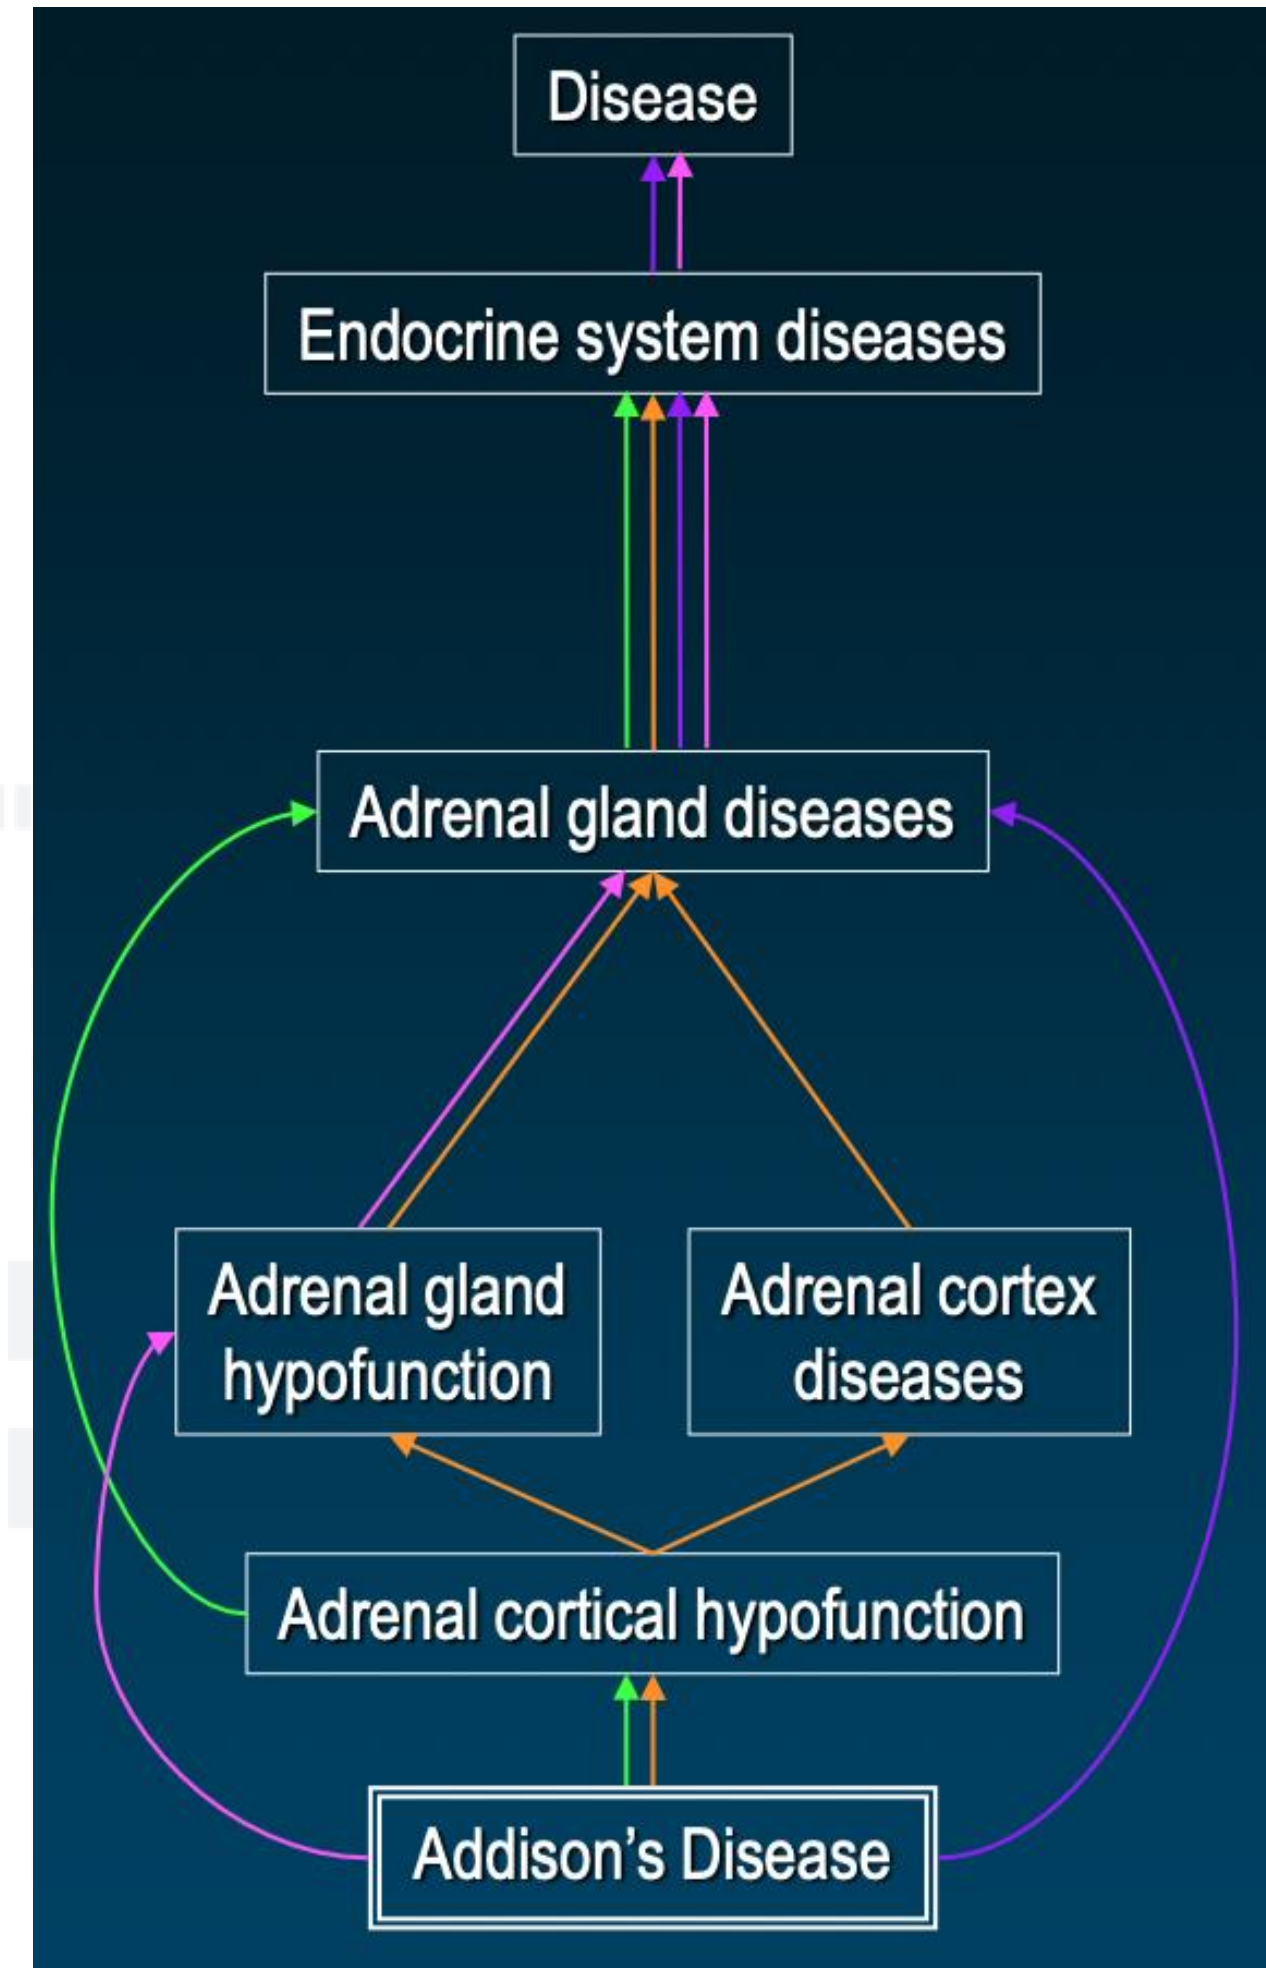 Disease
Endocrine system diseases
Adrenal gland diseases
Adrenal gland
hypofunction
Adrenal cortex
diseases
Adrenal cortical hypofunction
Addison’s Disease